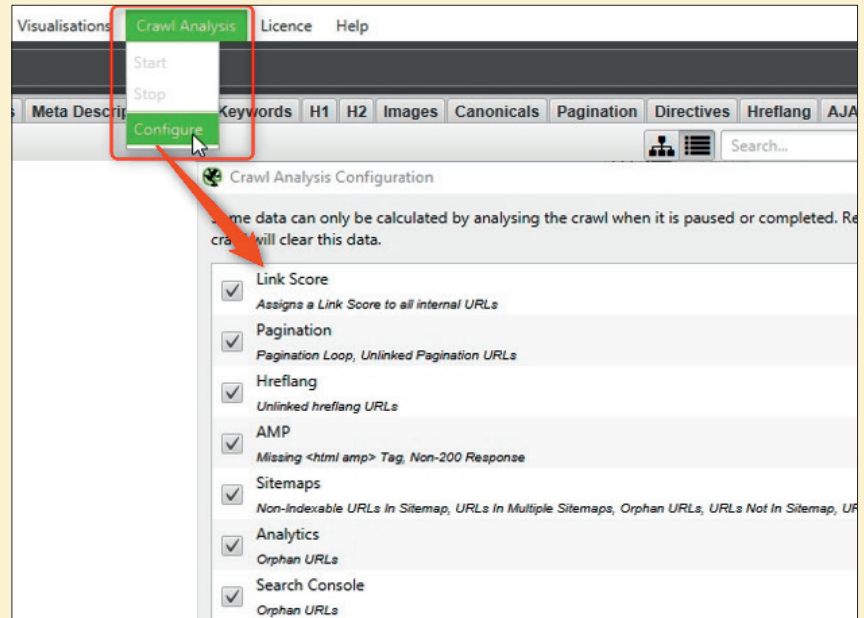 Visualisations Crawl Analysis Licence Help
Start
Stop
Configure
Meta Descrip Keywords H1 H2 Images Canonicals Pagination Directives Hreflang AJA
Search...
Crawl Analysis Configuration
me data can only be calculated by analysing the crawl when it is paused or completed. Re
cra will clear this data.
Link Score
Assigns a Link Score to all internal URLs
Pagination
Pagination Loop, Unlinked Pagination URLs
Hreflang
Unlinked hreflang URLs
AMP
Missing <html amp> Tag, Non-200 Response
Sitemaps
Non-Indexable URLs In Sitemap, URLs In Multiple Sitemaps, Orphan URLs, URLs Not In Sitemap, UR
Analytics
Orphan URLs
Search Console
Orphan URLs